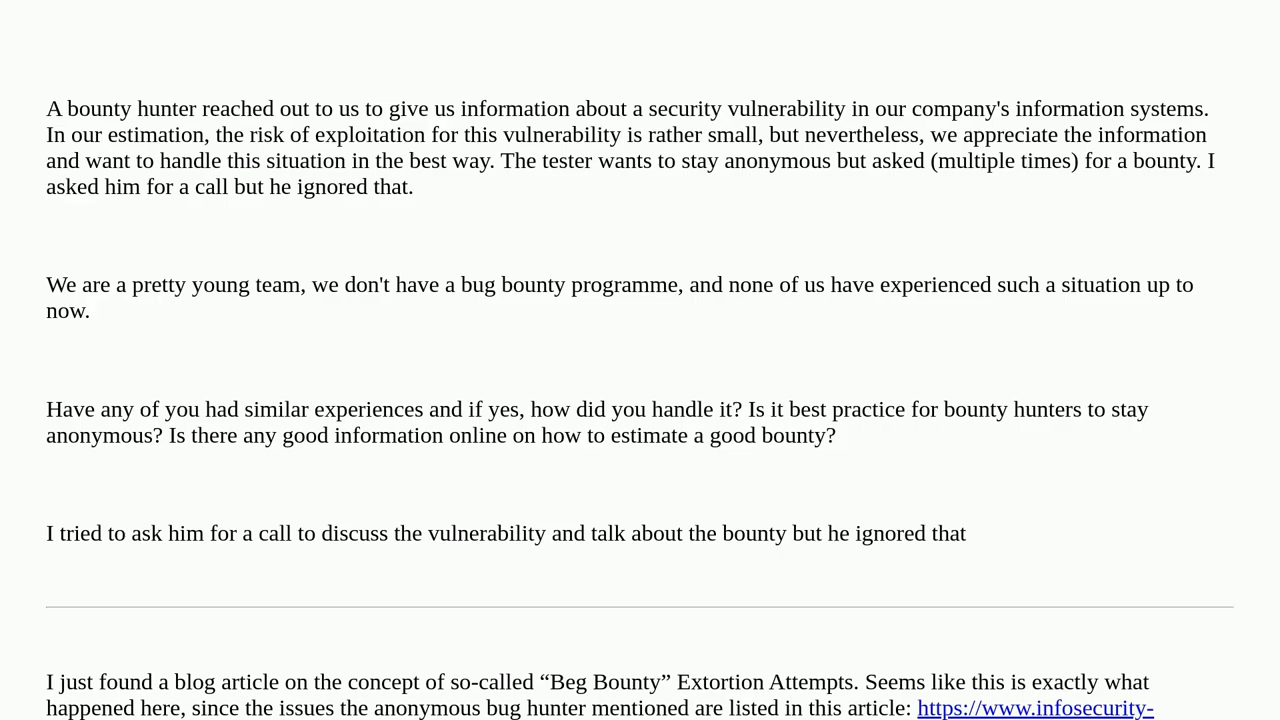 A bounty hunter reached out to us to give us information about a security vulnerability in our company's information systems.
In our estimation, the risk of exploitation for this vulnerability is rather small, but nevertheless, we appreciate the information
and want to handle this situation in the best way. The tester wants to stay anonymous but asked (multiple times) for a bounty. I
asked him for a call but he ignored that.
We are a pretty young team, we don't have a bug bounty programme, and none of us have experienced such a situation up to
now.
Have any of you had similar experiences and if yes, how did you handle it? Is it best practice for bounty hunters to stay
anonymous? Is there any good information online on how to estimate a good bounty?
I tried to ask him for a call to discuss the vulnerability and talk about the bounty but he ignored that
I just found a blog article on the concept of so-called “Beg Bounty” Extortion Attempts. Seems like this is exactly what
happened here, since the issues the anonymous bug hunter mentioned are listed in this article: https://www.infosecurity-